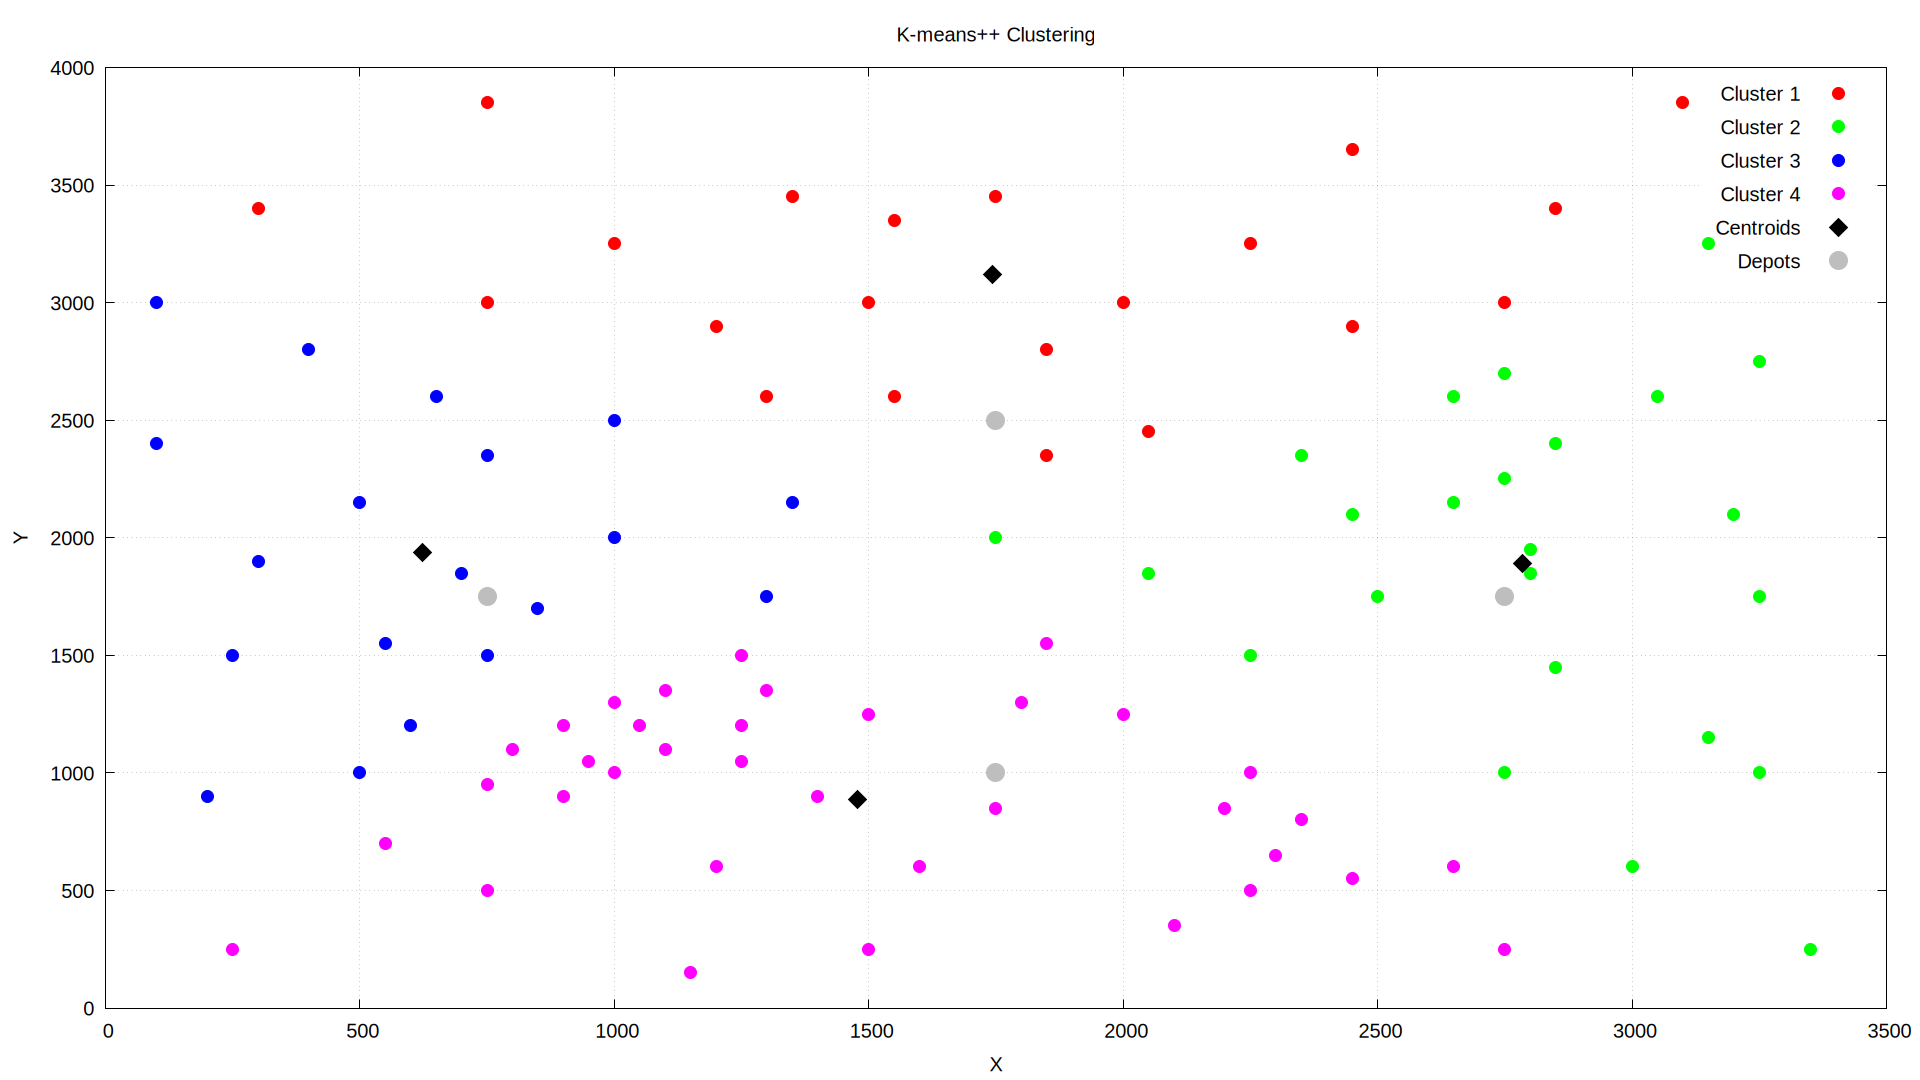 K-means++ Clustering
4000
3500
3000
2500
2000
1500
1000
500
0
Y
Cluster 1
Cluster 2
Cluster 3
Cluster 4
Centroids
Depots
0 500 1000 1500 2000 2500 3000 3500
X